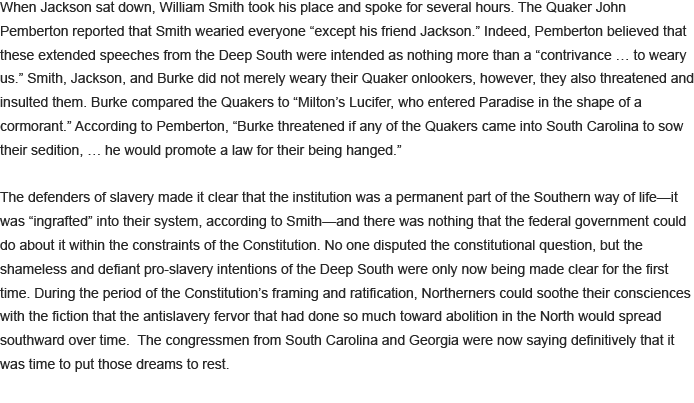 When Jackson sat down, William Smith took his place and spoke for several hours. The Quaker John
Pemberton reported that Smith wearied everyone “except his friend Jackson.” Indeed, Pemberton believed that
these extended speeches from the Deep South were intended as nothing more than a “contrivance … to weary
us.” Smith, Jackson, and Burke did not merely weary their Quaker onlookers, however, they also threatened and
insulted them. Burke compared the Quakers to “Milton’s Lucifer, who entered Paradise in the shape of a
cormorant.” According to Pemberton, “Burke threatened if any of the Quakers came into South Carolina to sow
their sedition, … he would promote a law for their being hanged.”
The defenders of slavery made it clear that the institution was a permanent part of the Southern way of life—it
was “ingrafted” into their system, according to Smith—and there was nothing that the federal government could
do about it within the constraints of the Constitution. No one disputed the constitutional question, but the
shameless and defiant pro-slavery intentions of the Deep South were only now being made clear for the first
time. During the period of the Constitution’s framing and ratification, Northerners could soothe their consciences
with the fiction that the antislavery fervor that had done so much toward abolition in the North would spread
southward over time.  The congressmen from South Carolina and Georgia were now saying definitively that it
was time to put those dreams to rest.